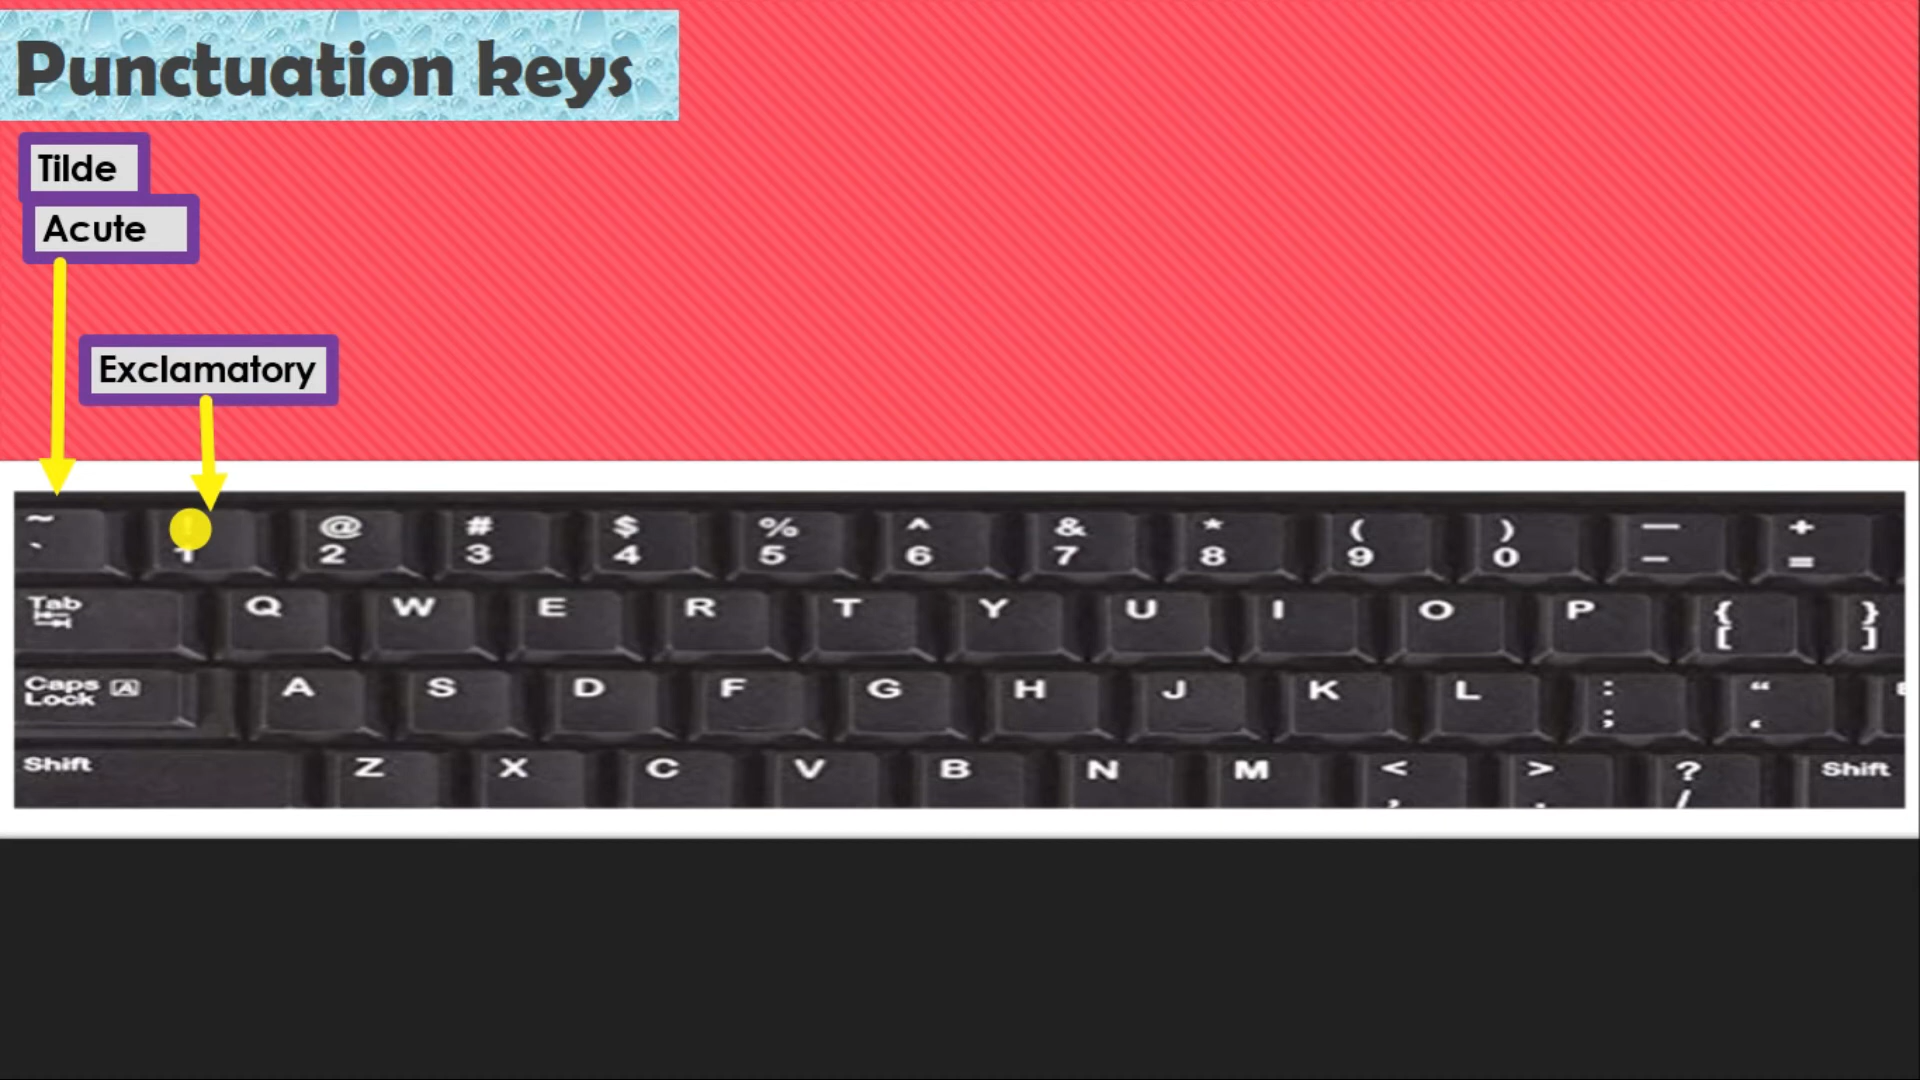 Punctuation keys
Tilde
Acute
Exclamatory
~ @ # $ % ^ & * ( ) — +
` 1 2 3 4 5 6 7 8 9 0 – =
Tab Q W E R T Y U I O P { }
[ ]
Caps Lock A A S D F G H J K L : “
; ‘
Shift Z X C V B N M < > ? Shift
, . /